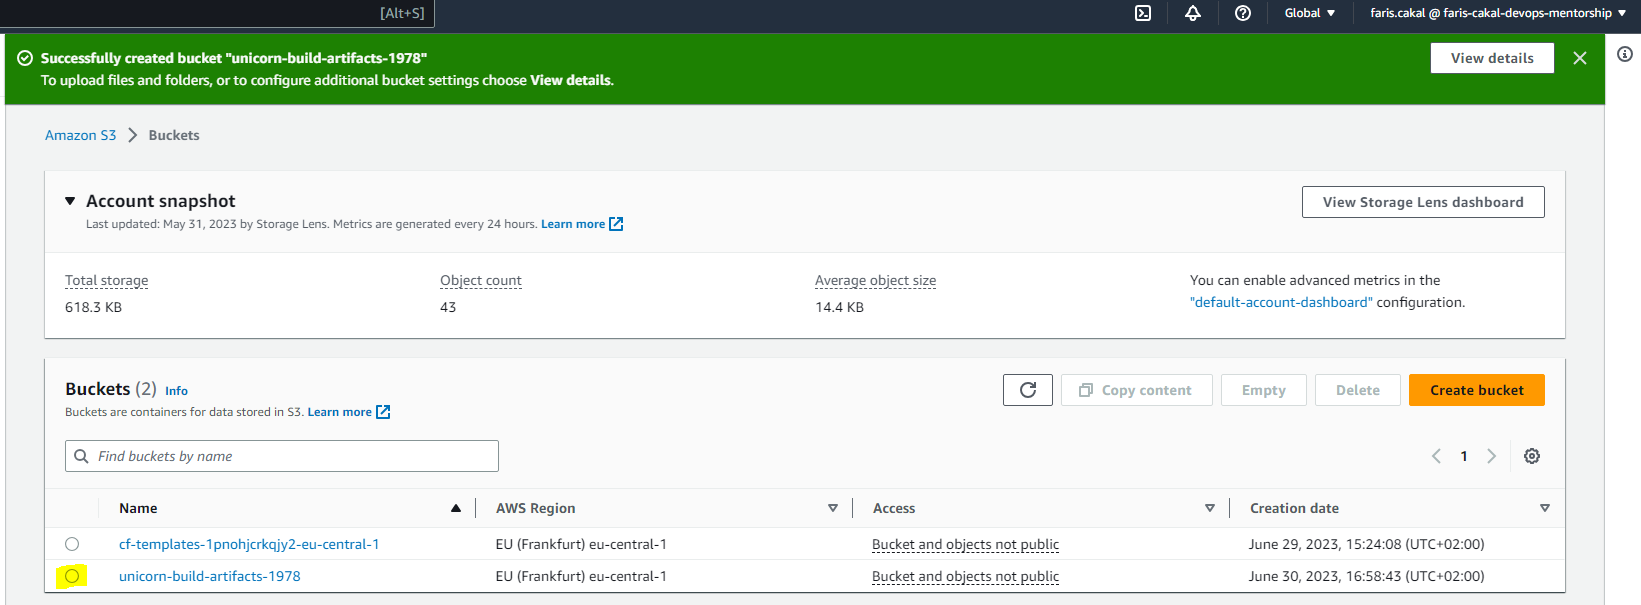 [Alt+S]
Global
faris.cakal @ faris-cakal-devops-mentorship
Successfully created bucket "unicorn-build-artifacts-1978"
To upload files and folders, or to configure additional bucket settings choose View details.
View details
Amazon S3 > Buckets
Account snapshot
Last updated: May 31, 2023 by Storage Lens. Metrics are generated every 24 hours. Learn more
View Storage Lens dashboard
Total storage
618.3 KB
Object count
43
Average object size
14.4 KB
You can enable advanced metrics in the
"default-account-dashboard" configuration.
Buckets (2) Info
Buckets are containers for data stored in S3. Learn more
Copy content
Empty
Delete
Create bucket
Find buckets by name
1
Name AWS Region Access Creation date
cf-templates-1pnohjcrkqjy2-eu-central-1 EU (Frankfurt) eu-central-1 Bucket and objects not public June 29, 2023, 15:24:08 (UTC+02:00)
unicorn-build-artifacts-1978 EU (Frankfurt) eu-central-1 Bucket and objects not public June 30, 2023, 16:58:43 (UTC+02:00)